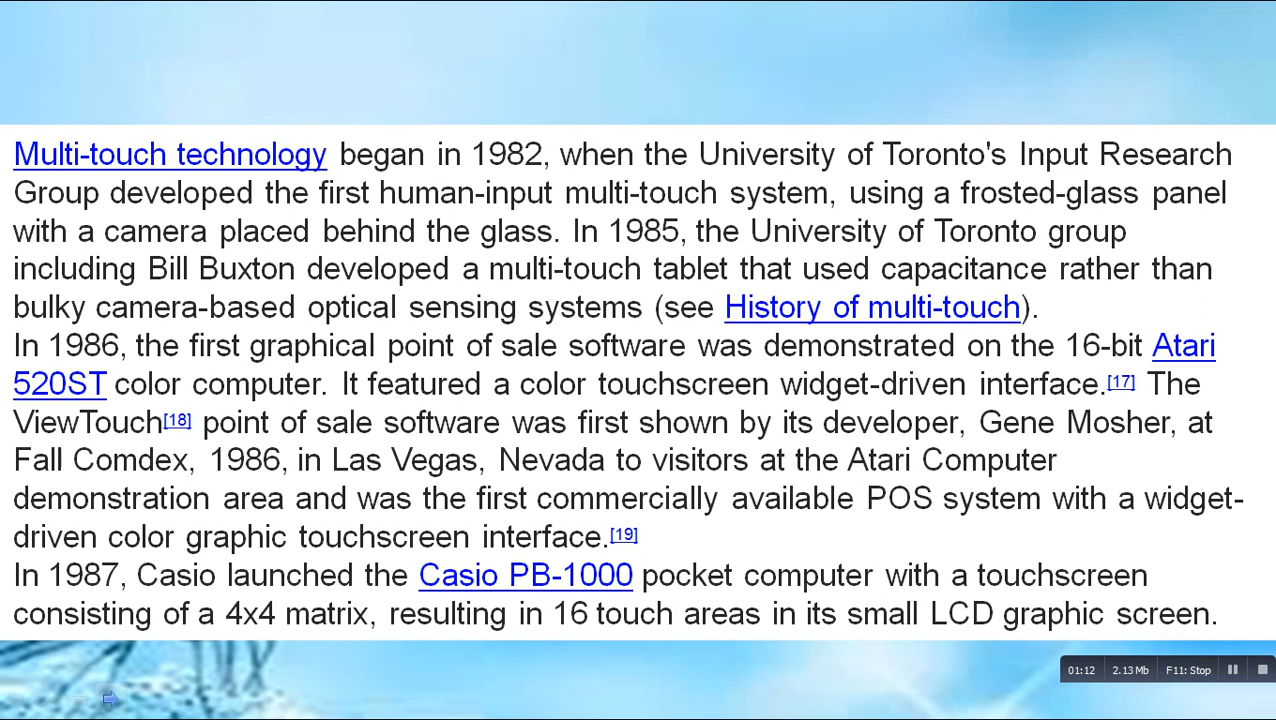 Multi-touch technology began in 1982, when the University of Toronto's Input Research
Group developed the first human-input multi-touch system, using a frosted-glass panel
with a camera placed behind the glass. In 1985, the University of Toronto group
including Bill Buxton developed a multi-touch tablet that used capacitance rather than
bulky camera-based optical sensing systems (see History of multi-touch).
In 1986, the first graphical point of sale software was demonstrated on the 16-bit Atari
520ST color computer. It featured a color touchscreen widget-driven interface.[17] The
ViewTouch[18] point of sale software was first shown by its developer, Gene Mosher, at
Fall Comdex, 1986, in Las Vegas, Nevada to visitors at the Atari Computer
demonstration area and was the first commercially available POS system with a widget-
driven color graphic touchscreen interface.[19]
In 1987, Casio launched the Casio PB-1000 pocket computer with a touchscreen
consisting of a 4x4 matrix, resulting in 16 touch areas in its small LCD graphic screen.
01:12 2.13 Mb F11: Stop